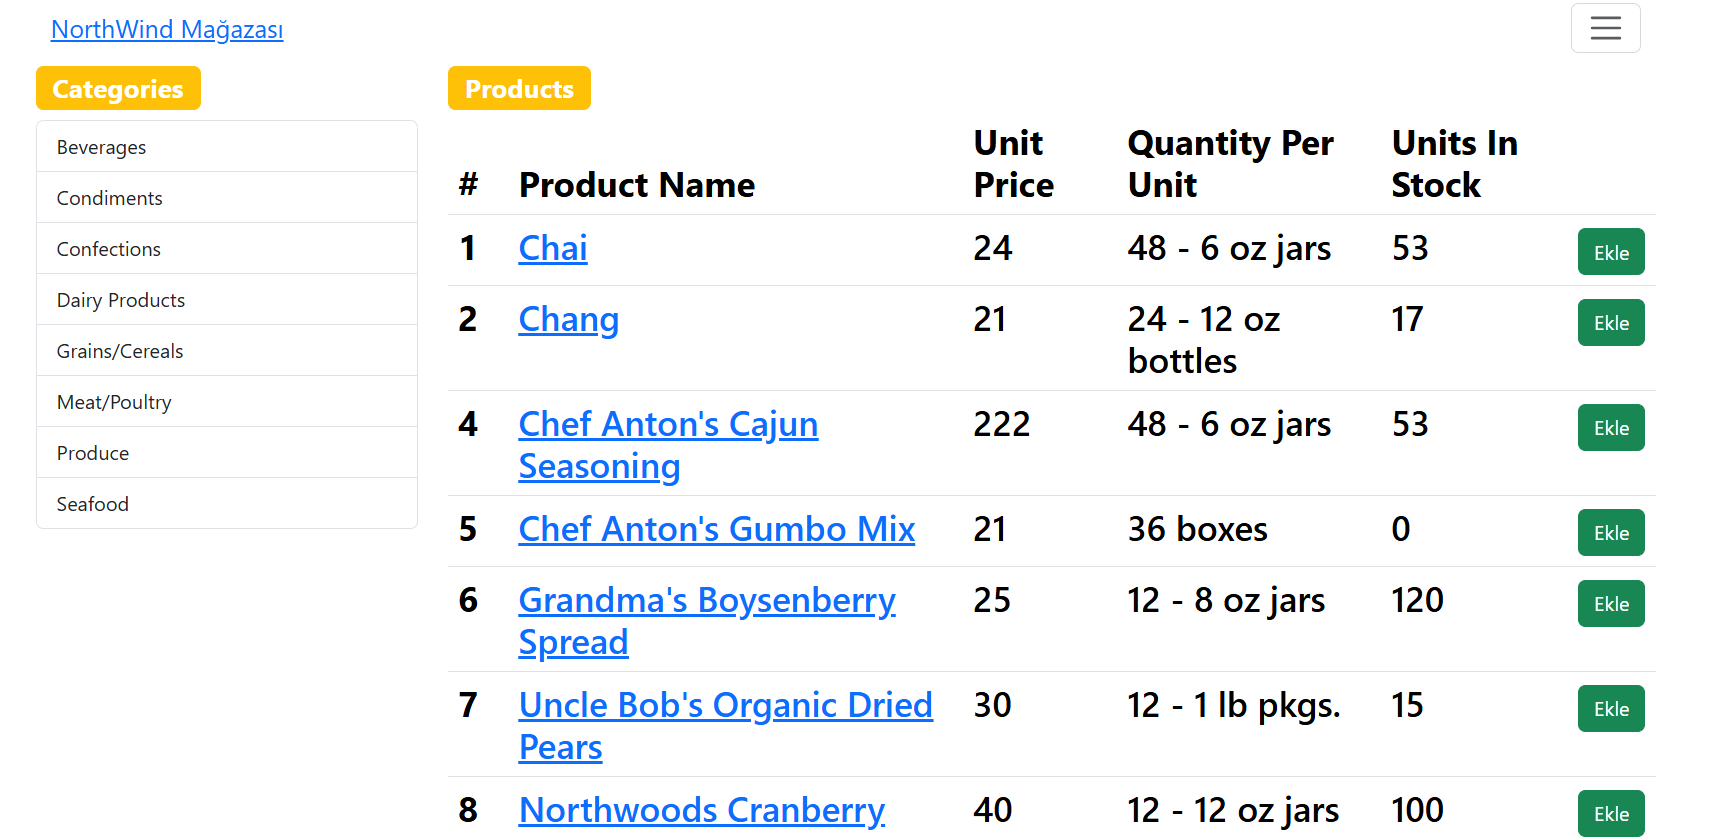 NorthWind Mağazası
Categories
Beverages
Condiments
Confections
Dairy Products
Grains/Cereals
Meat/Poultry
Produce
Seafood
Products
# Product Name Unit Price Quantity Per Unit Units In Stock
1 Chai 24 48 - 6 oz jars 53 Ekle
2 Chang 21 24 - 12 oz bottles 17 Ekle
4 Chef Anton's Cajun Seasoning 222 48 - 6 oz jars 53 Ekle
5 Chef Anton's Gumbo Mix 21 36 boxes 0 Ekle
6 Grandma's Boysenberry Spread 25 12 - 8 oz jars 120 Ekle
7 Uncle Bob's Organic Dried Pears 30 12 - 1 lb pkgs. 15 Ekle
8 Northwoods Cranberry 40 12 - 12 oz jars 100 Ekle